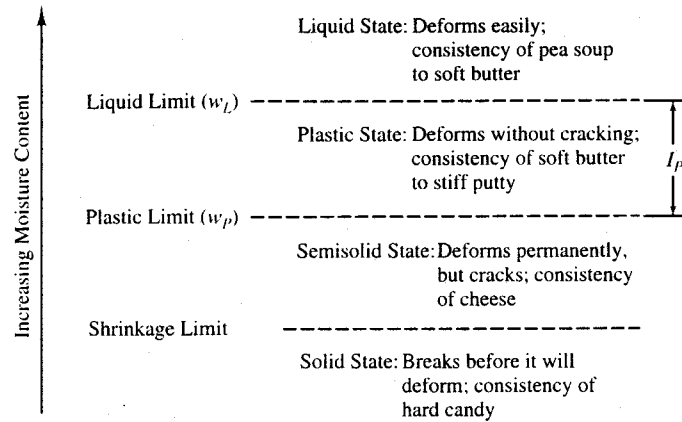 Liquid State: Deforms easily;
consistency of pea soup
to soft butter
Liquid Limit (w_L)
Plastic State: Deforms without cracking;
consistency of soft butter
to stiff putty
I_P
Plastic Limit (w_P)
Semisolid State: Deforms permanently,
but cracks; consistency
of cheese
Shrinkage Limit
Solid State: Breaks before it will
deform; consistency of
hard candy
Increasing Moisture Content